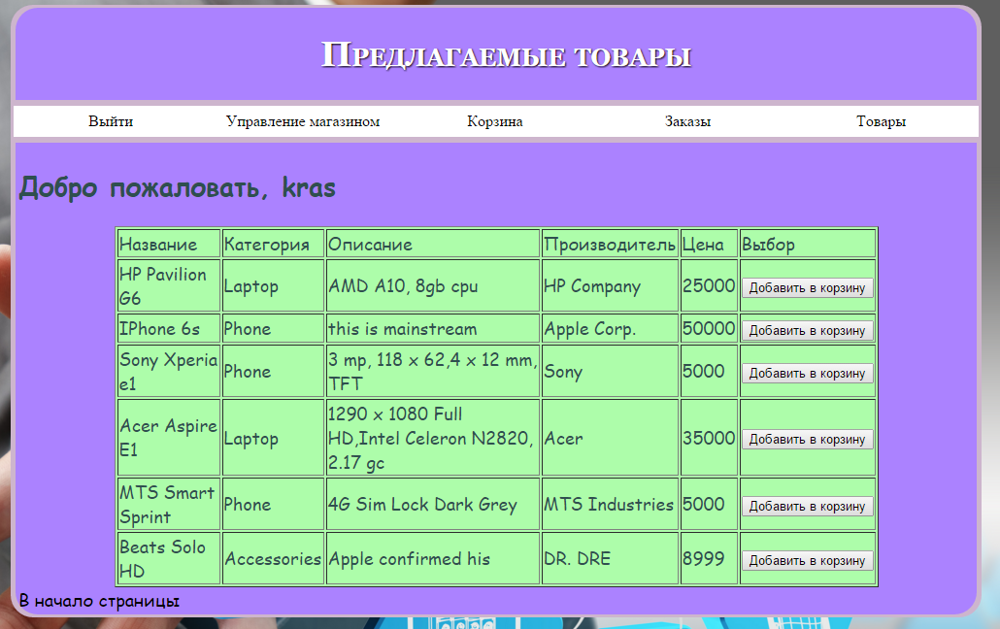 Предлагаемые товары
Выйти Управление магазином Корзина Заказы Товары
Добро пожаловать, kras
Название Категория Описание Производитель Цена Выбор
HP Pavilion G6 Laptop AMD A10, 8gb cpu HP Company 25000 Добавить в корзину
IPhone 6s Phone this is mainstream Apple Corp. 50000 Добавить в корзину
Sony Xperia e1 Phone 3 mp, 118 x 62,4 x 12 mm, TFT Sony 5000 Добавить в корзину
Acer Aspire E1 Laptop 1290 x 1080 Full HD,Intel Celeron N2820, 2.17 gc Acer 35000 Добавить в корзину
MTS Smart Sprint Phone 4G Sim Lock Dark Grey MTS Industries 5000 Добавить в корзину
Beats Solo HD Accessories Apple confirmed his DR. DRE 8999 Добавить в корзину
В начало страницы